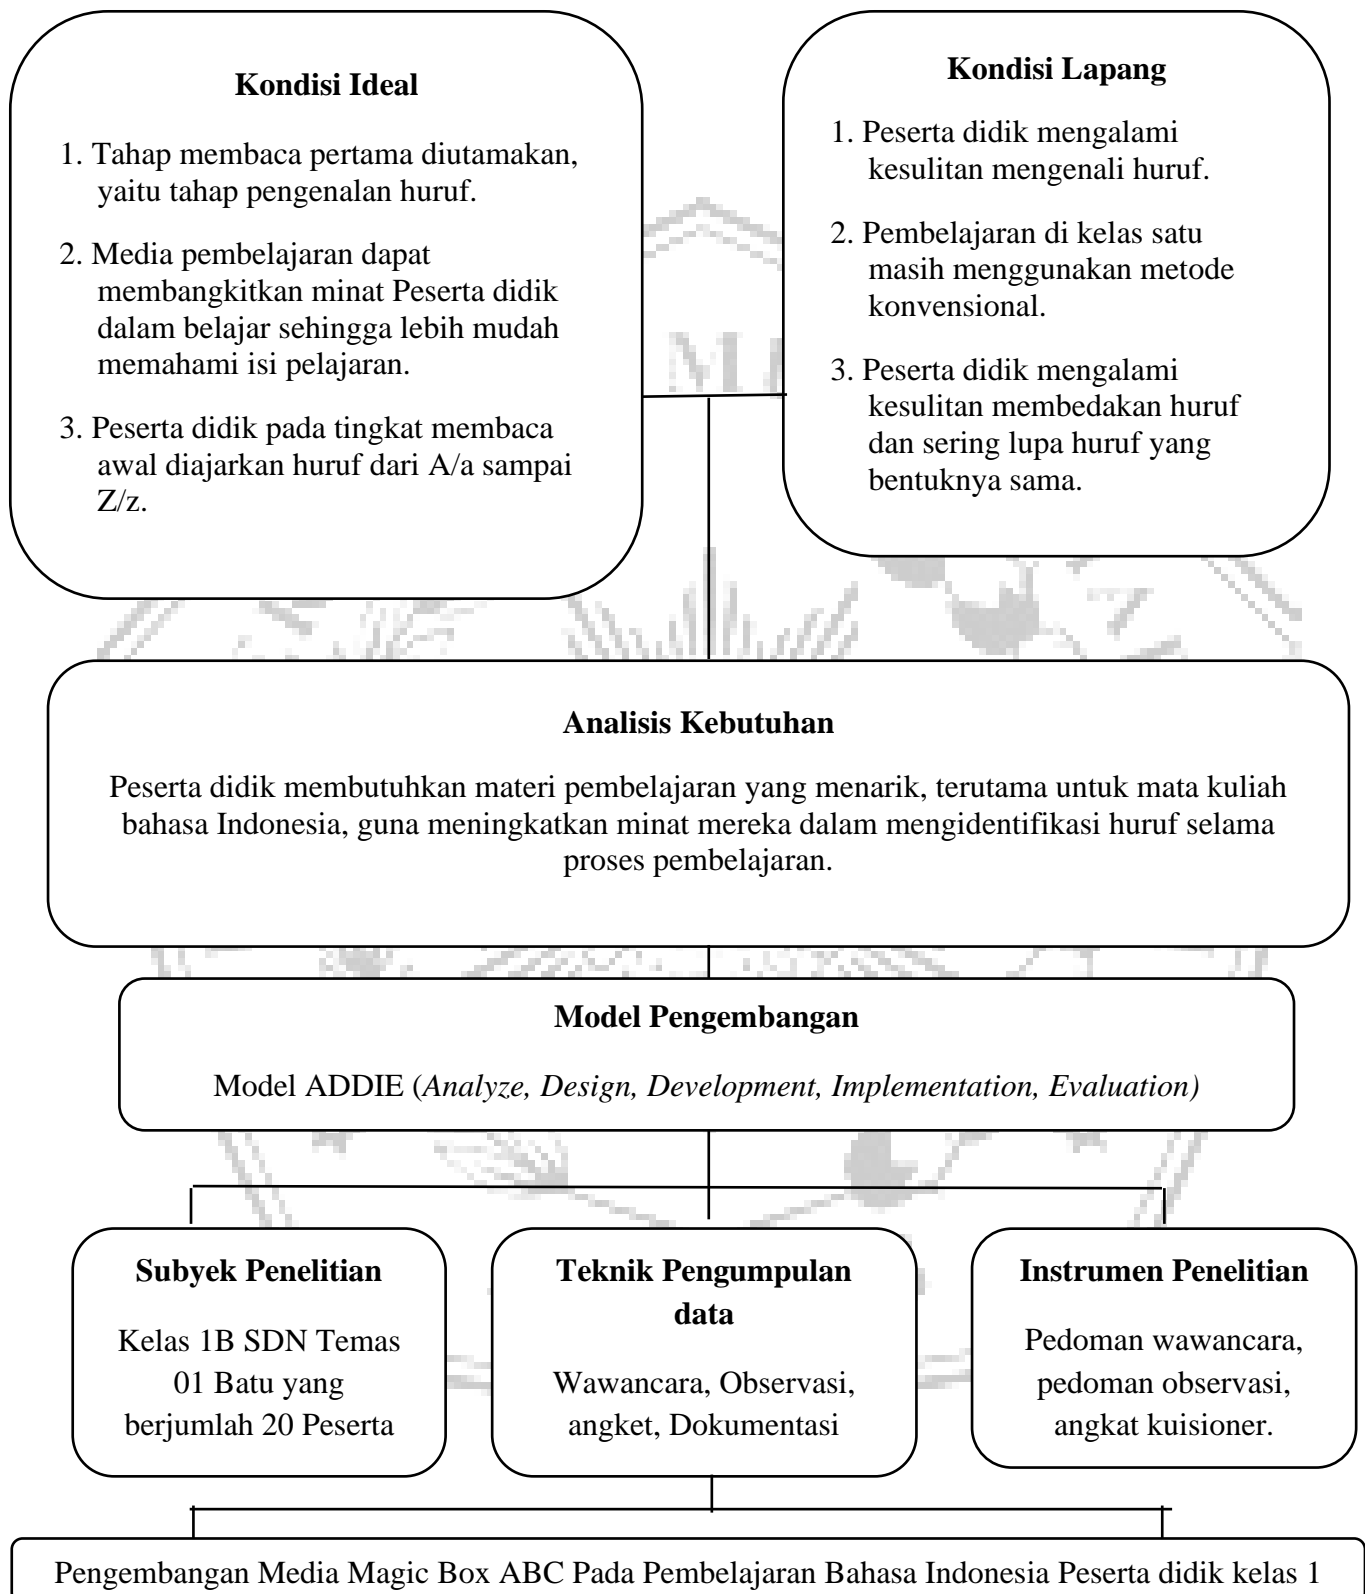 Kondisi Ideal
1. Tahap membaca pertama diutamakan,
yaitu tahap pengenalan huruf.
2. Media pembelajaran dapat
membangkitkan minat Peserta didik
dalam belajar sehingga lebih mudah
memahami isi pelajaran.
3. Peserta didik pada tingkat membaca
awal diajarkan huruf dari A/a sampai
Z/z.
Kondisi Lapang
1. Peserta didik mengalami
kesulitan mengenali huruf.
2. Pembelajaran di kelas satu
masih menggunakan metode
konvensional.
3. Peserta didik mengalami
kesulitan membedakan huruf
dan sering lupa huruf yang
bentuknya sama.
Analisis Kebutuhan
Peserta didik membutuhkan materi pembelajaran yang menarik, terutama untuk mata kuliah
bahasa Indonesia, guna meningkatkan minat mereka dalam mengidentifikasi huruf selama
proses pembelajaran.
Model Pengembangan
Model ADDIE (Analyze, Design, Development, Implementation, Evaluation)
Subyek Penelitian
Kelas 1B SDN Temas
01 Batu yang
berjumlah 20 Peserta
Teknik Pengumpulan
data
Wawancara, Observasi,
angket, Dokumentasi
Instrumen Penelitian
Pedoman wawancara,
pedoman observasi,
angkat kuisioner.
Pengembangan Media Magic Box ABC Pada Pembelajaran Bahasa Indonesia Peserta didik kelas 1